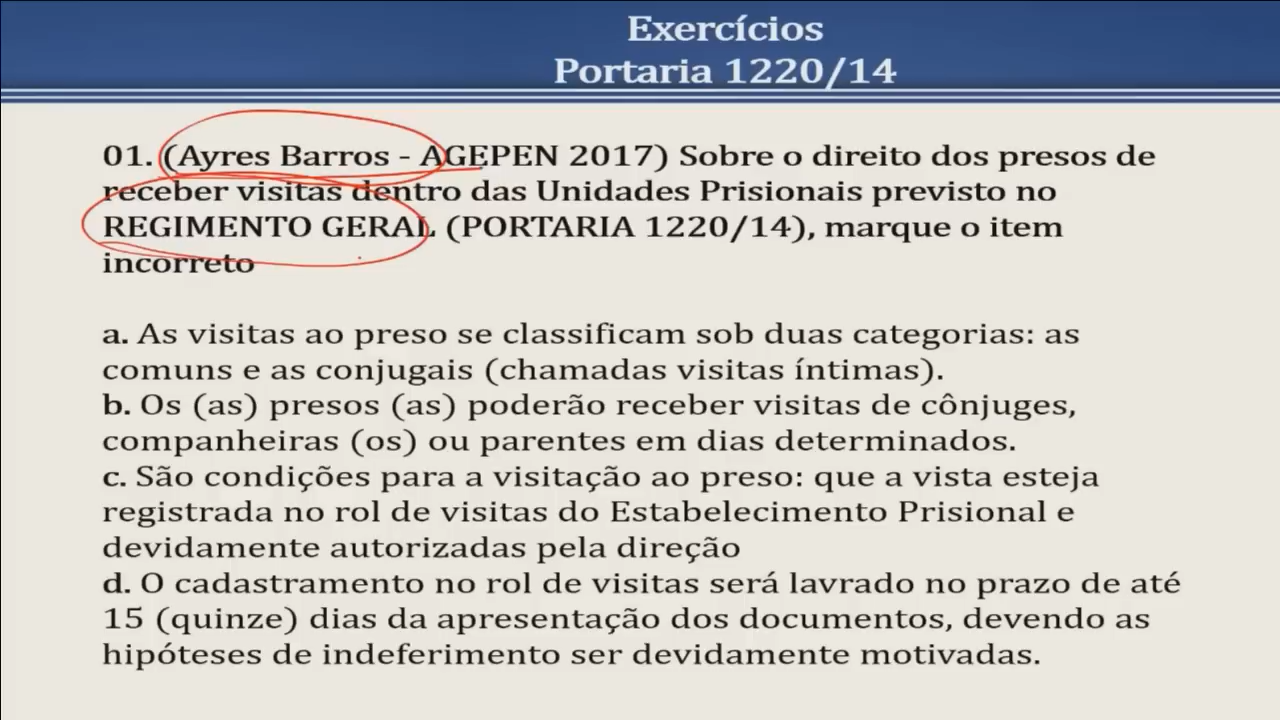 Exercícios
Portaria 1220/14
01. (Ayres Barros - AGEPEN 2017) Sobre o direito dos presos de
receber visitas dentro das Unidades Prisionais previsto no
REGIMENTO GERAL (PORTARIA 1220/14), marque o item
incorreto
a. As visitas ao preso se classificam sob duas categorias: as
comuns e as conjugais (chamadas visitas íntimas).
b. Os (as) presos (as) poderão receber visitas de cônjuges,
companheiras (os) ou parentes em dias determinados.
c. São condições para a visitação ao preso: que a vista esteja
registrada no rol de visitas do Estabelecimento Prisional e
devidamente autorizadas pela direção
d. O cadastramento no rol de visitas será lavrado no prazo de até
15 (quinze) dias da apresentação dos documentos, devendo as
hipóteses de indeferimento ser devidamente motivadas.